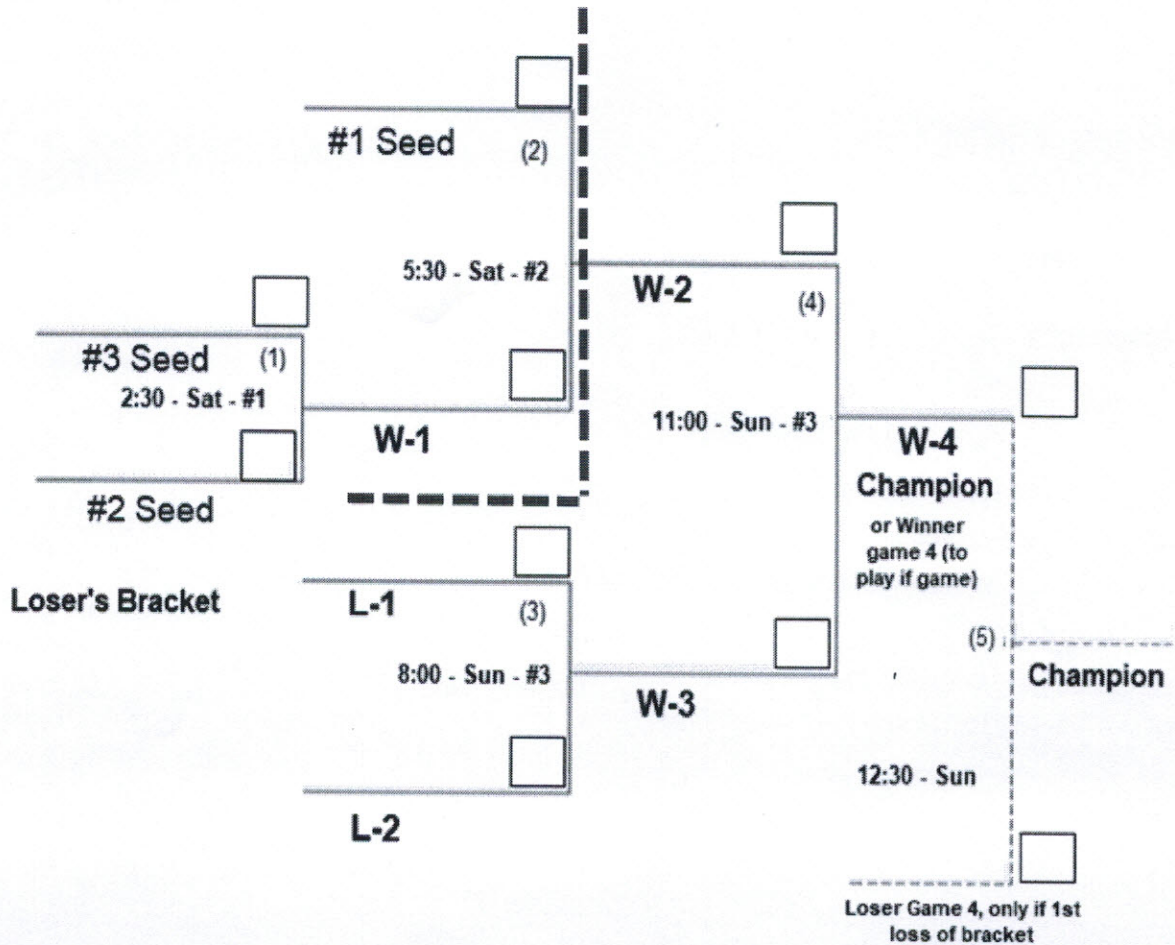 #1 Seed
(2)
5:30 - Sat - #2
W-2
(4)
#3 Seed
(1)
2:30 - Sat - #1
W-1
11:00 - Sun - #3
W-4
Champion
or Winner
game 4 (to
play if game)
#2 Seed
Loser's Bracket
L-1
(3)
8:00 - Sun - #3
W-3
(5)
Champion
12:30 - Sun
L-2
Loser Game 4, only if 1st
loss of bracket